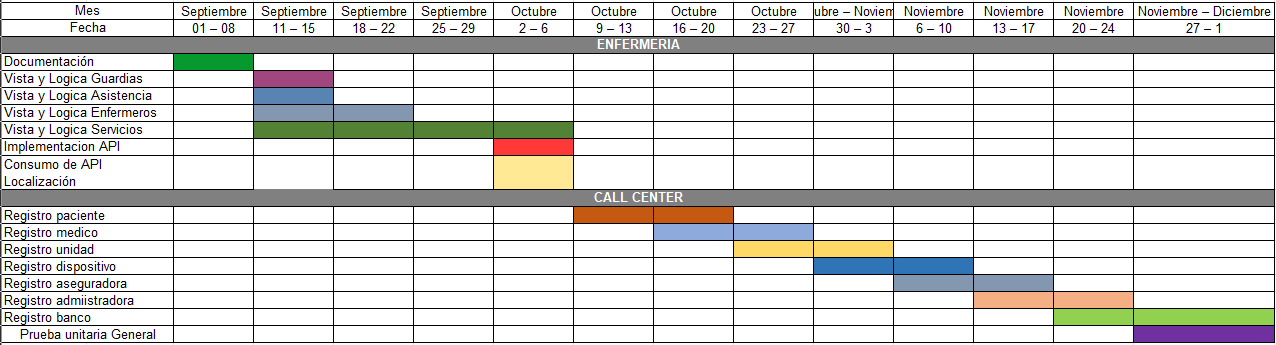 Mes Septiembre Septiembre Septiembre Septiembre Octubre Octubre Octubre Octubre ubre – Noviem Noviembre Noviembre Noviembre Noviembre – Diciembre
Fecha 01 – 08 11 – 15 18 – 22 25 – 29 2 – 6 9 – 13 16 – 20 23 – 27 30 – 3 6 – 10 13 – 17 20 – 24 27 – 1
ENFERMERIA
Documentación
Vista y Logica Guardias
Vista y Logica Asistencia
Vista y Logica Enfermeros
Vista y Logica Servicios
Implementacion API
Consumo de API
Localización
CALL CENTER
Registro paciente
Registro medico
Registro unidad
Registro dispositivo
Registro aseguradora
Registro admiistradora
Registro banco
Prueba unitaria General